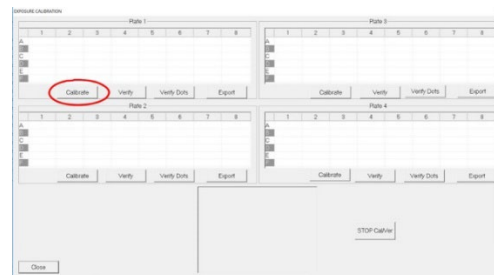 EXPOSURE CALIBRATION
Plate 1
1 2 3 4 5 6 7 8
A
C
E
Calibrate Verify Verify Dots Export
Plate 3
1 2 3 4 5 6 7 8
A
C
E
Calibrate Verify Verify Dots Export
Plate 2
1 2 3 4 5 6 7 8
A
C
E
Calibrate Verify Verify Dots Export
Plate 4
1 2 3 4 5 6 7 8
A
C
E
Calibrate Verify Verify Dots Export
Close